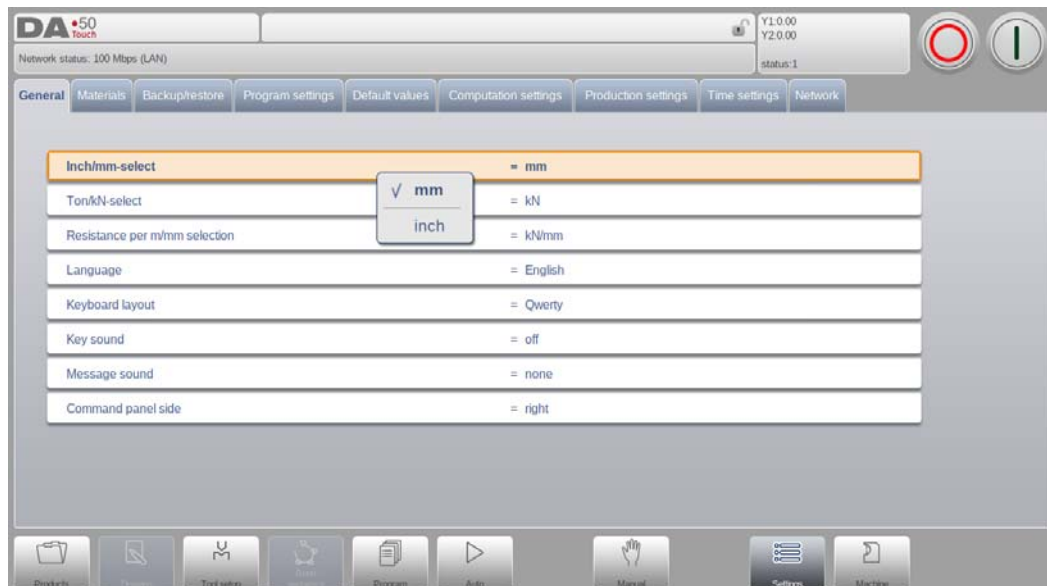 DA•50
Touch
Y1:0.00
Y2:0.00
Network status: 100 Mbps (LAN)
status:1
General Materials Backup/restore Program settings Default values Computation settings Production settings Time settings Network
Inch/mm-select = mm
√ mm
inch
Ton/kN-select = kN
Resistance per m/mm selection = kN/mm
Language = English
Keyboard layout = Qwerty
Key sound = off
Message sound = none
Command panel side = right
Products Tool setup Program Auto Manual Settings Machine